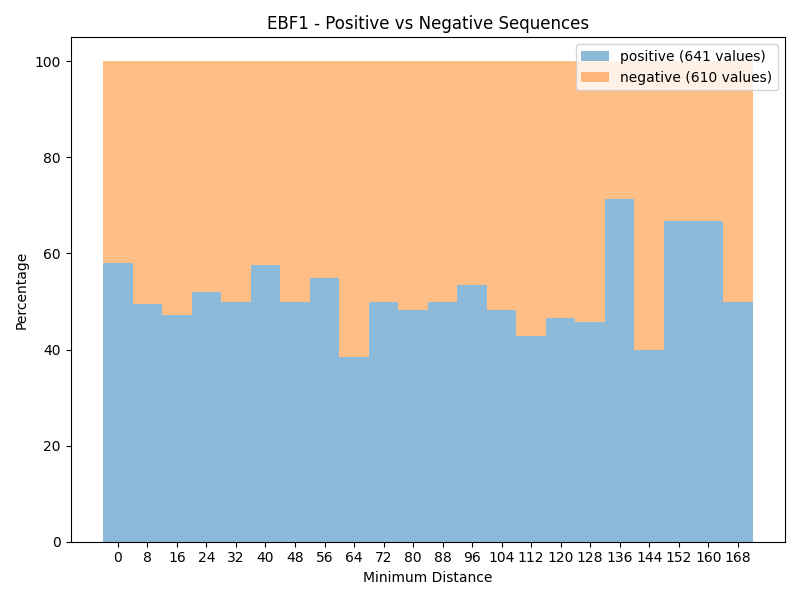 EBF1 - Positive vs Negative Sequences
positive (641 values)
negative (610 values)
100
80
60
40
20
0
Percentage
0 8 16 24 32 40 48 56 64 72 80 88 96 104 112 120 128 136 144 152 160 168
Minimum Distance